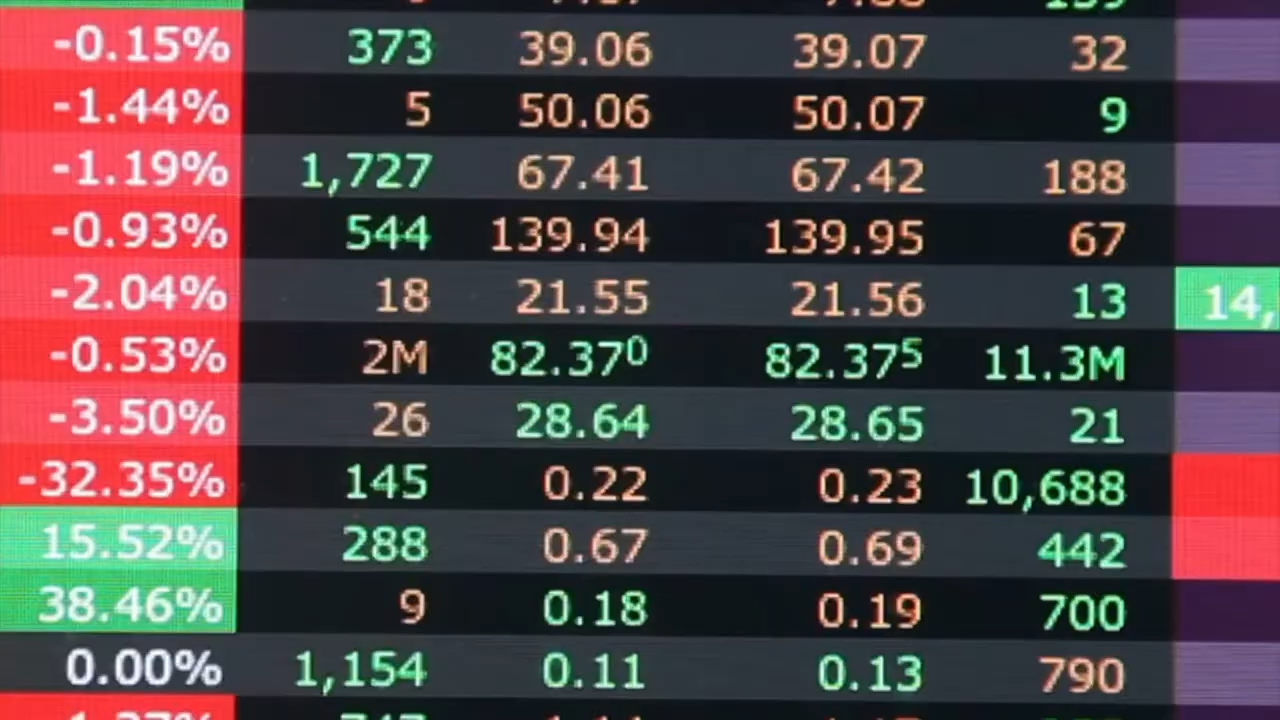 -0.15% 373 39.06 39.07 32
-1.44% 5 50.06 50.07 9
-1.19% 1,727 67.41 67.42 188
-0.93% 544 139.94 139.95 67
-2.04% 18 21.55 21.56 13 14,
-0.53% 2M 82.37⁰ 82.37⁵ 11.3M
-3.50% 26 28.64 28.65 21
-32.35% 145 0.22 0.23 10,688
15.52% 288 0.67 0.69 442
38.46% 9 0.18 0.19 700
0.00% 1,154 0.11 0.13 790